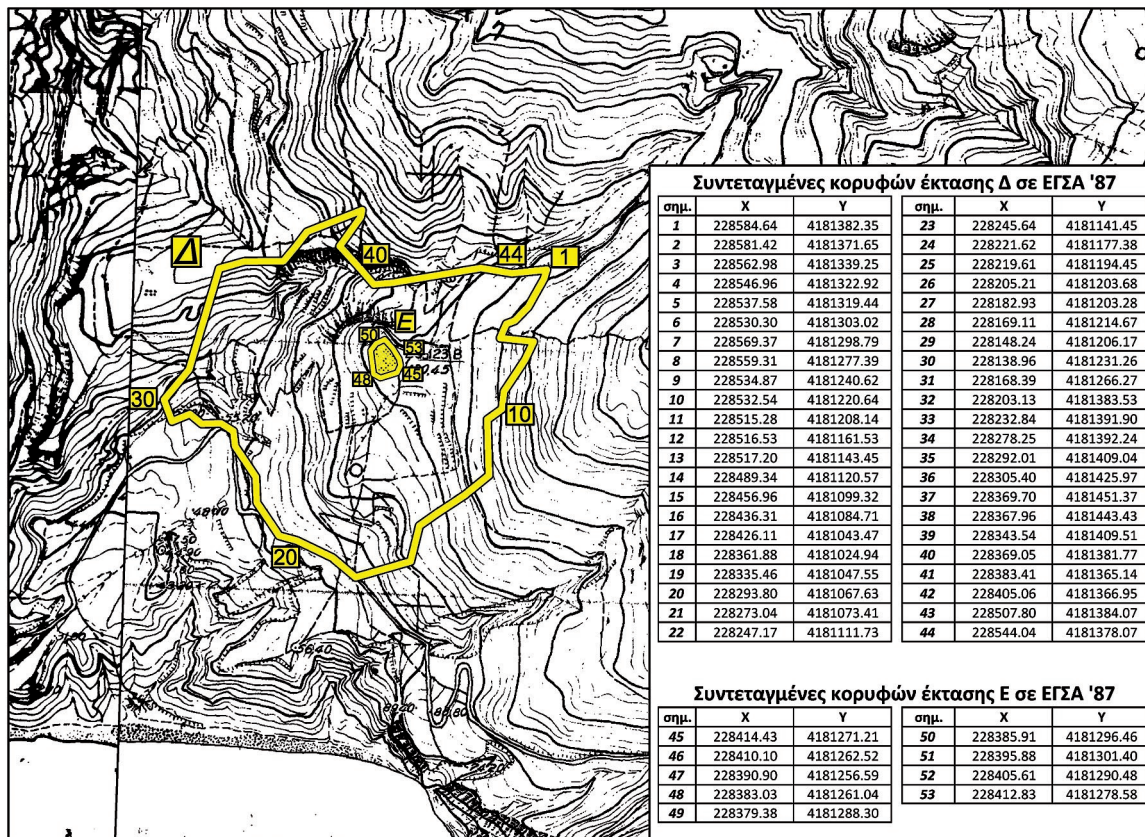 Δ
40
44
1
E
50
53
123.8
48
45
30
10
20
Συντεταγμένες κορυφών έκτασης Δ σε ΕΓΣΑ '87
σημ. X Y σημ. X Y
1 228584.64 4181382.35 23 228245.64 4181141.45
2 228581.42 4181371.65 24 228221.62 4181177.38
3 228562.98 4181339.25 25 228219.61 4181194.45
4 228546.96 4181322.92 26 228205.21 4181203.68
5 228537.58 4181319.44 27 228182.93 4181203.28
6 228530.30 4181303.02 28 228169.11 4181214.67
7 228569.37 4181298.79 29 228148.24 4181206.17
8 228559.31 4181277.39 30 228138.96 4181231.26
9 228534.87 4181240.62 31 228168.39 4181266.27
10 228532.54 4181220.64 32 228203.13 4181383.53
11 228515.28 4181208.14 33 228232.84 4181391.90
12 228516.53 4181161.53 34 228278.25 4181392.24
13 228517.20 4181143.45 35 228292.01 4181409.04
14 228489.34 4181120.57 36 228305.40 4181425.97
15 228456.96 4181099.32 37 228369.70 4181451.37
16 228436.31 4181084.71 38 228367.96 4181443.43
17 228426.11 4181043.47 39 228343.54 4181409.51
18 228361.88 4181024.94 40 228369.05 4181381.77
19 228335.46 4181047.55 41 228383.41 4181365.14
20 228293.80 4181067.63 42 228405.06 4181366.95
21 228273.04 4181073.41 43 228507.80 4181384.07
22 228247.17 4181111.73 44 228544.04 4181378.07
Συντεταγμένες κορυφών έκτασης Ε σε ΕΓΣΑ '87
σημ. X Y σημ. X Y
45 228414.43 4181271.21 50 228385.91 4181296.46
46 228410.10 4181262.52 51 228395.88 4181301.40
47 228390.90 4181256.59 52 228405.61 4181290.48
48 228383.03 4181261.04 53 228412.83 4181278.58
49 228379.38 4181288.30